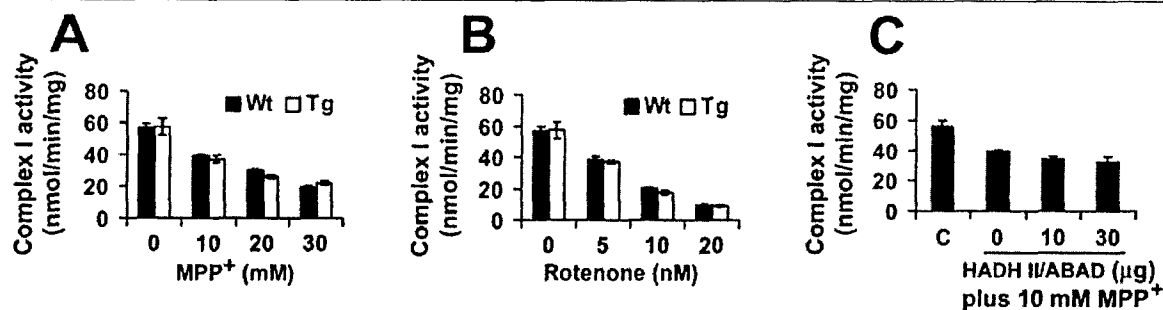 A
Complex I activity
(nmol/min/mg)
80
60
40
20
0
Wt Tg
0 10 20 30
MPP⁺ (mM)
B
Complex I activity
(nmol/min/mg)
80
60
40
20
0
Wt Tg
0 5 10 20
Rotenone (nM)
C
Complex I activity
(nmol/min/mg)
80
60
40
20
0
C 0 10 30
HADH II/ABAD (µg)
plus 10 mM MPP⁺